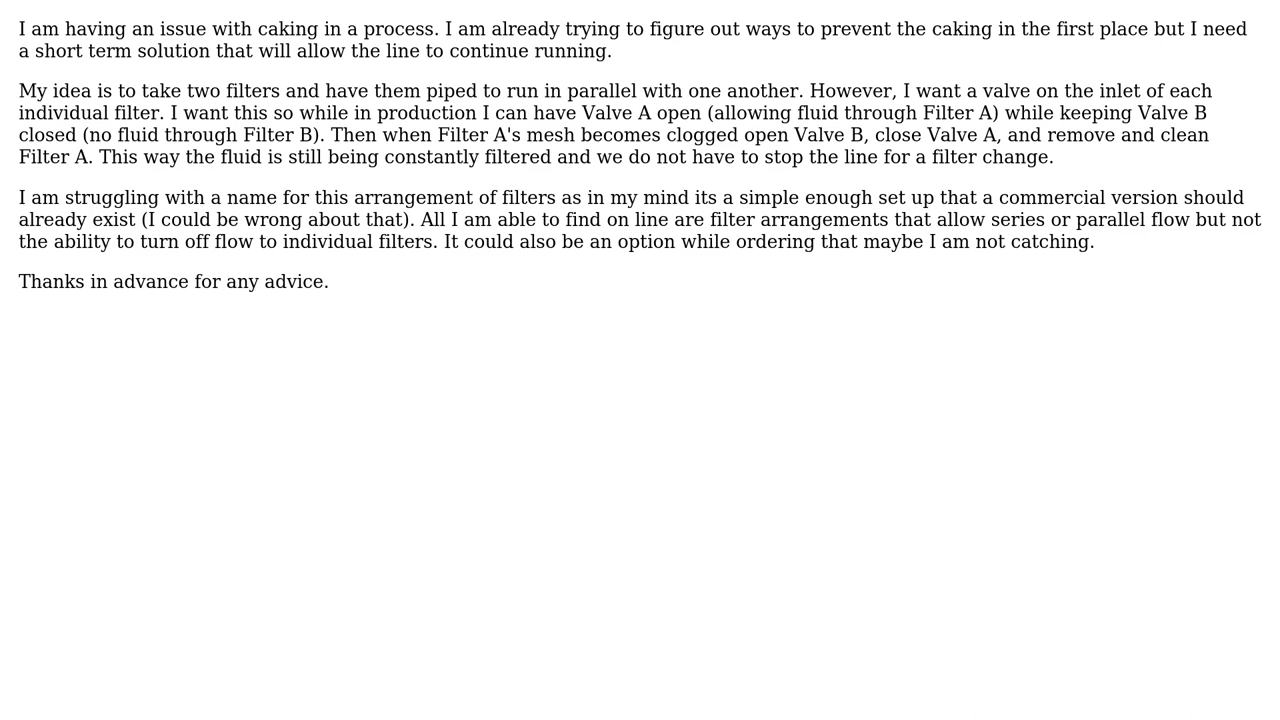 I am having an issue with caking in a process. I am already trying to figure out ways to prevent the caking in the first place but I need
a short term solution that will allow the line to continue running.
My idea is to take two filters and have them piped to run in parallel with one another. However, I want a valve on the inlet of each
individual filter. I want this so while in production I can have Valve A open (allowing fluid through Filter A) while keeping Valve B
closed (no fluid through Filter B). Then when Filter A's mesh becomes clogged open Valve B, close Valve A, and remove and clean
Filter A. This way the fluid is still being constantly filtered and we do not have to stop the line for a filter change.
I am struggling with a name for this arrangement of filters as in my mind its a simple enough set up that a commercial version should
already exist (I could be wrong about that). All I am able to find on line are filter arrangements that allow series or parallel flow but not
the ability to turn off flow to individual filters. It could also be an option while ordering that maybe I am not catching.
Thanks in advance for any advice.